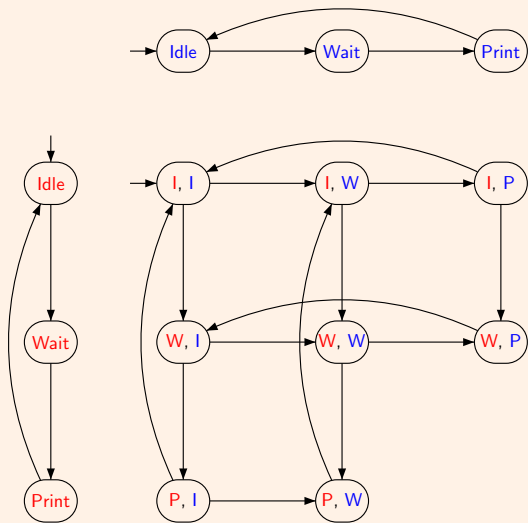 Idle Wait Print
Idle I, I I, W I, P
Wait W, I W, W W, P
Print P, I P, W